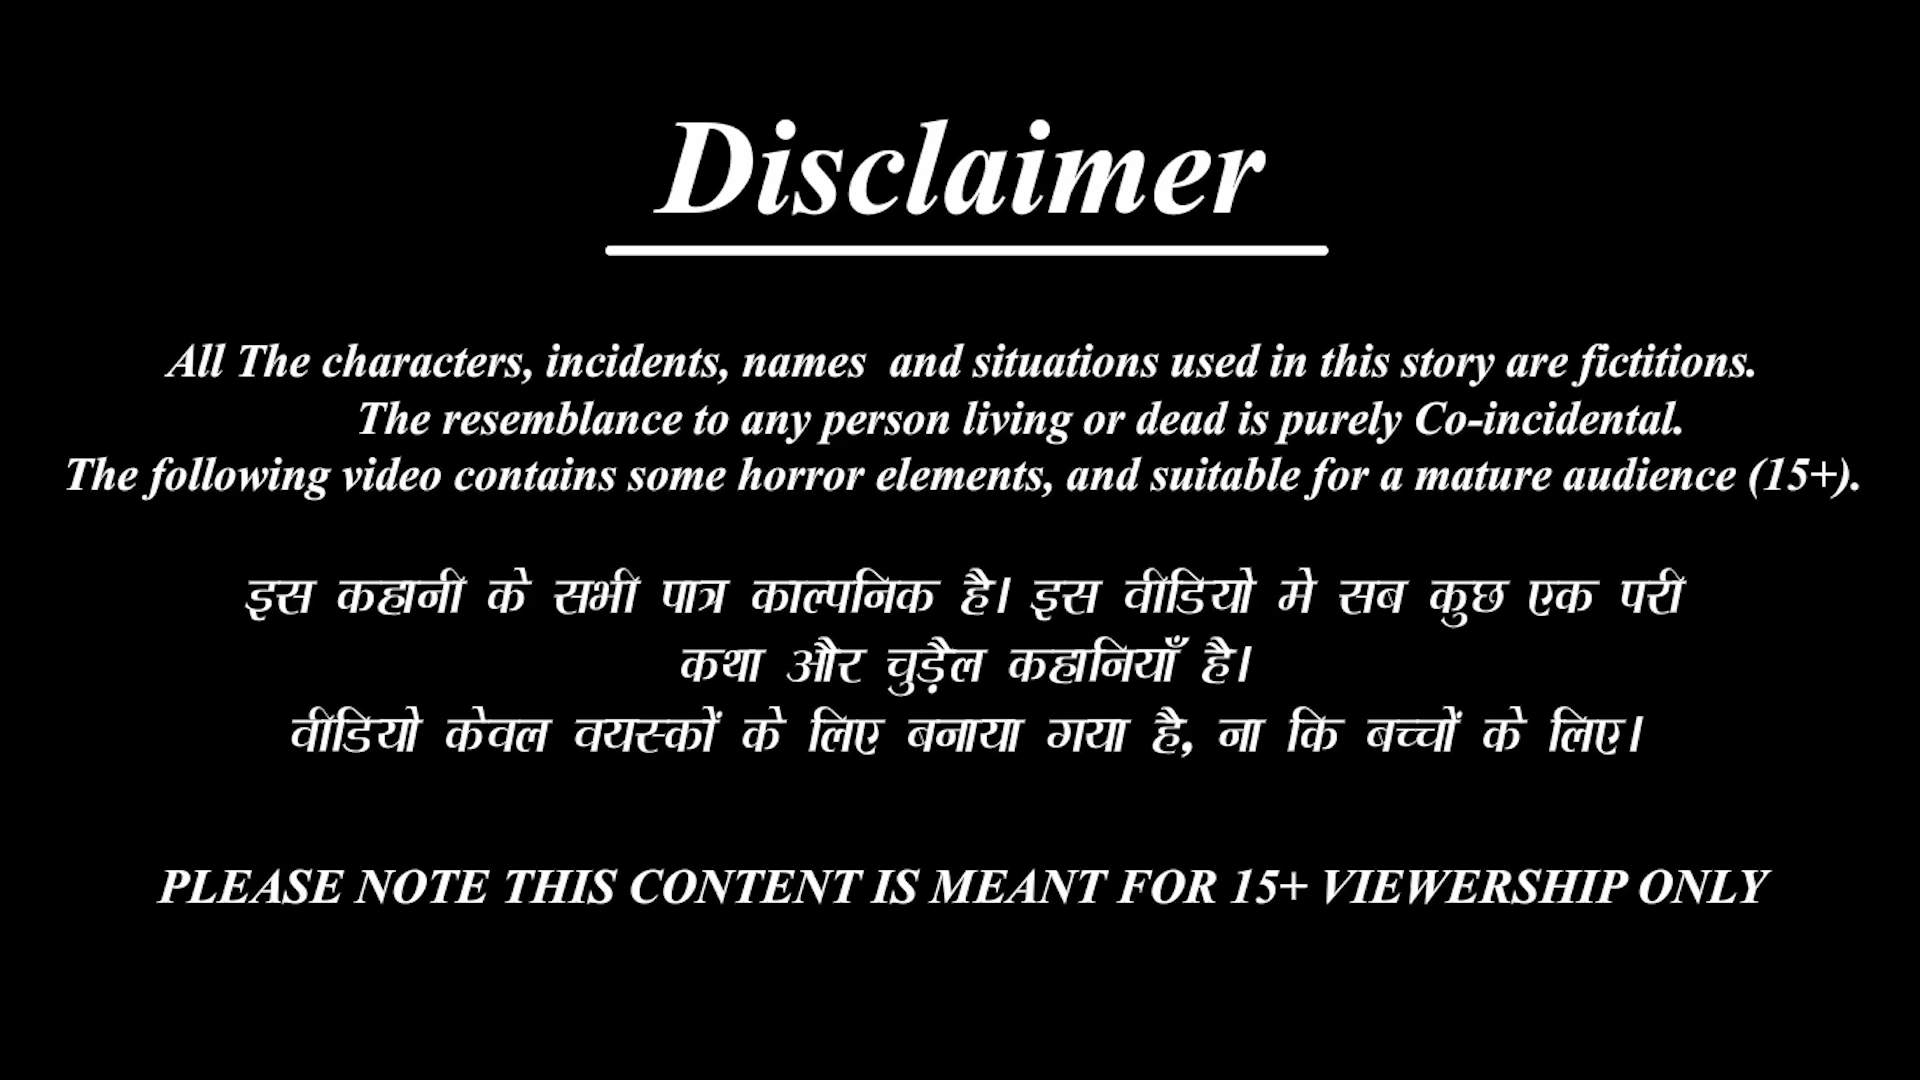 Disclaimer
All The characters, incidents, names and situations used in this story are fictitions.
The resemblance to any person living or dead is purely Co-incidental.
The following video contains some horror elements, and suitable for a mature audience (15+).
इस कहानी के सभी पात्र काल्पनिक है। इस वीडियो मे सब कुछ एक परी
कथा और चुड़ैल कहानियाँ है।
वीडियो केवल वयस्कों के लिए बनाया गया है, ना कि बच्चों के लिए।
PLEASE NOTE THIS CONTENT IS MEANT FOR 15+ VIEWERSHIP ONLY